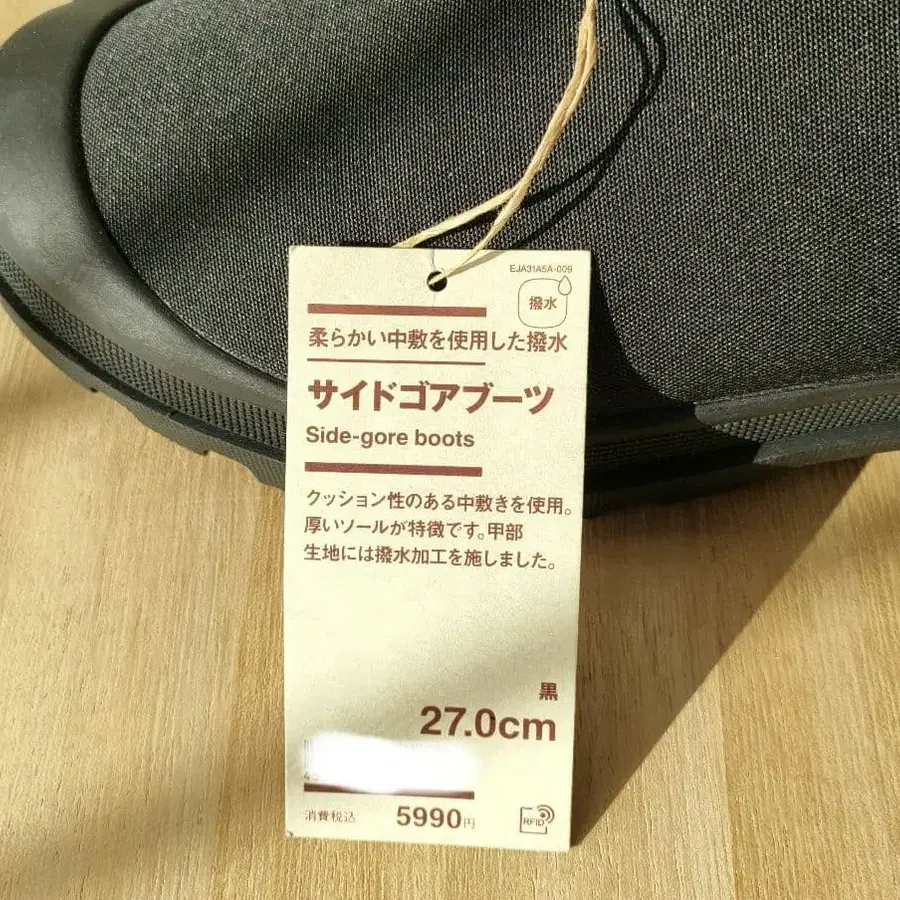 EJA31A5A-009
撥水
柔らかい中敷を使用した撥水
サイドゴアブーツ
Side-gore boots
クッション性のある中敷きを使用。
厚いソールが特徴です。甲部
生地には撥水加工を施しました。
黒
27.0cm
消費税込 5990円
RFID